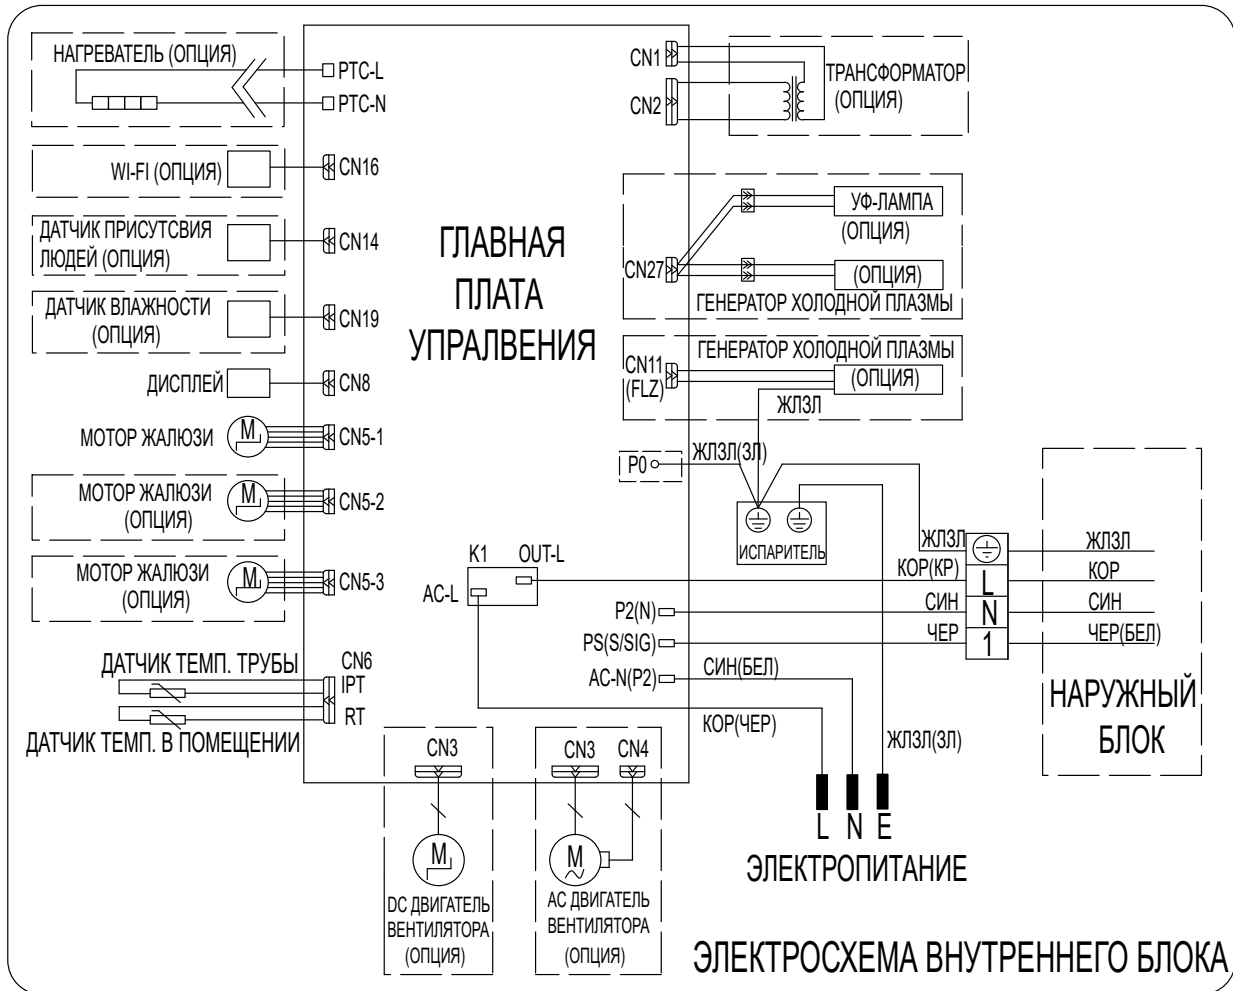 НАГРЕВАТЕЛЬ (ОПЦИЯ)
PTC-L
PTC-N
WI-FI (ОПЦИЯ)
CN16
ДАТЧИК ПРИСУТСВИЯ
ЛЮДЕЙ (ОПЦИЯ)
CN14
ДАТЧИК ВЛАЖНОСТИ
(ОПЦИЯ)
CN19
ДИСПЛЕЙ
CN8
МОТОР ЖАЛЮЗИ
M
CN5-1
МОТОР ЖАЛЮЗИ
(ОПЦИЯ)
M
CN5-2
МОТОР ЖАЛЮЗИ
(ОПЦИЯ)
M
CN5-3
ДАТЧИК ТЕМП. ТРУБЫ
CN6
IPT
RT
ДАТЧИК ТЕМП. В ПОМЕЩЕНИИ
ГЛАВНАЯ
ПЛАТА
УПРАЛВЕНИЯ
CN1
CN2
ТРАНСФОРМАТОР
(ОПЦИЯ)
CN27
УФ-ЛАМПА
(ОПЦИЯ)
(ОПЦИЯ)
ГЕНЕРАТОР ХОЛОДНОЙ ПЛАЗМЫ
ГЕНЕРАТОР ХОЛОДНОЙ ПЛАЗМЫ
CN11
(FLZ)
(ОПЦИЯ)
ЖЛЗЛ
P0
ЖЛЗЛ(ЗЛ)
ИСПАРИТЕЛЬ
K1
OUT-L
AC-L
P2(N)
PS(S/SIG)
AC-N(P2)
ЖЛЗЛ
КОР(КР)
СИН
ЧЕР
L
N
1
ЖЛЗЛ
КОР
СИН
ЧЕР(БЕЛ)
НАРУЖНЫЙ
БЛОК
СИН(БЕЛ)
КОР(ЧЕР)
ЖЛЗЛ(ЗЛ)
L N E
ЭЛЕКТРОПИТАНИЕ
CN3
M
DC ДВИГАТЕЛЬ
ВЕНТИЛЯТОРА
(ОПЦИЯ)
CN3
CN4
M
AC ДВИГАТЕЛЬ
ВЕНТИЛЯТОРА
(ОПЦИЯ)
ЭЛЕКТРОСХЕМА ВНУТРЕННЕГО БЛОКА